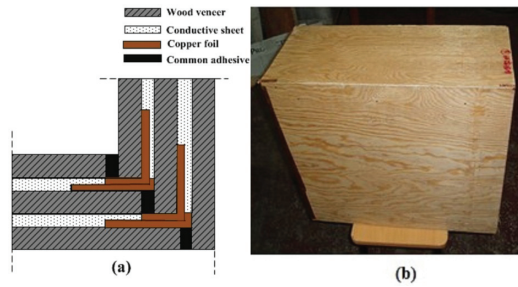 Wood veneer
Conductive sheet
Copper foil
Common adhesive
(a)
(b)